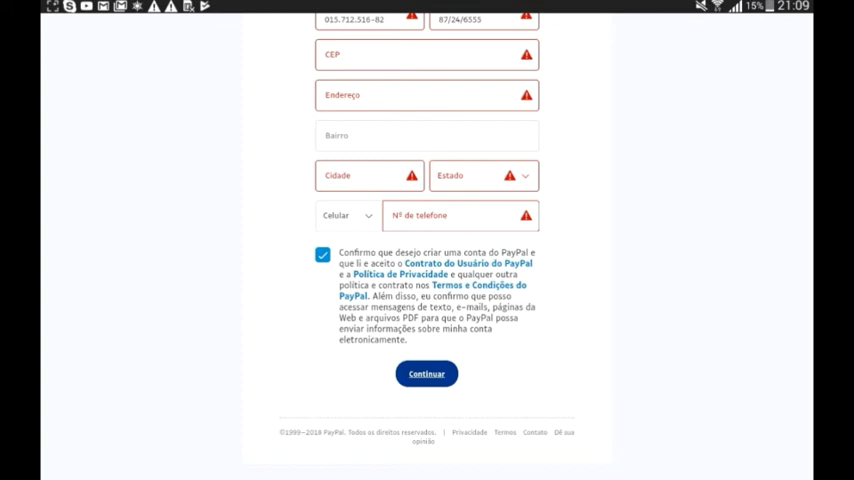 15% 21:09
015.712.516-82 87/24/6555
CEP
Endereço
Bairro
Cidade Estado
Celular Nº de telefone
Confirmo que desejo criar uma conta do PayPal e
que li e aceito o Contrato do Usuário do PayPal
e a Política de Privacidade e qualquer outra
política e contrato nos Termos e Condições do
PayPal. Além disso, eu confirmo que posso
acessar mensagens de texto, e-mails, páginas da
Web e arquivos PDF para que o PayPal possa
enviar informações sobre minha conta
eletronicamente.
Continuar
©1999–2018 PayPal. Todos os direitos reservados. | Privacidade Termos Contato Dê sua
opinião